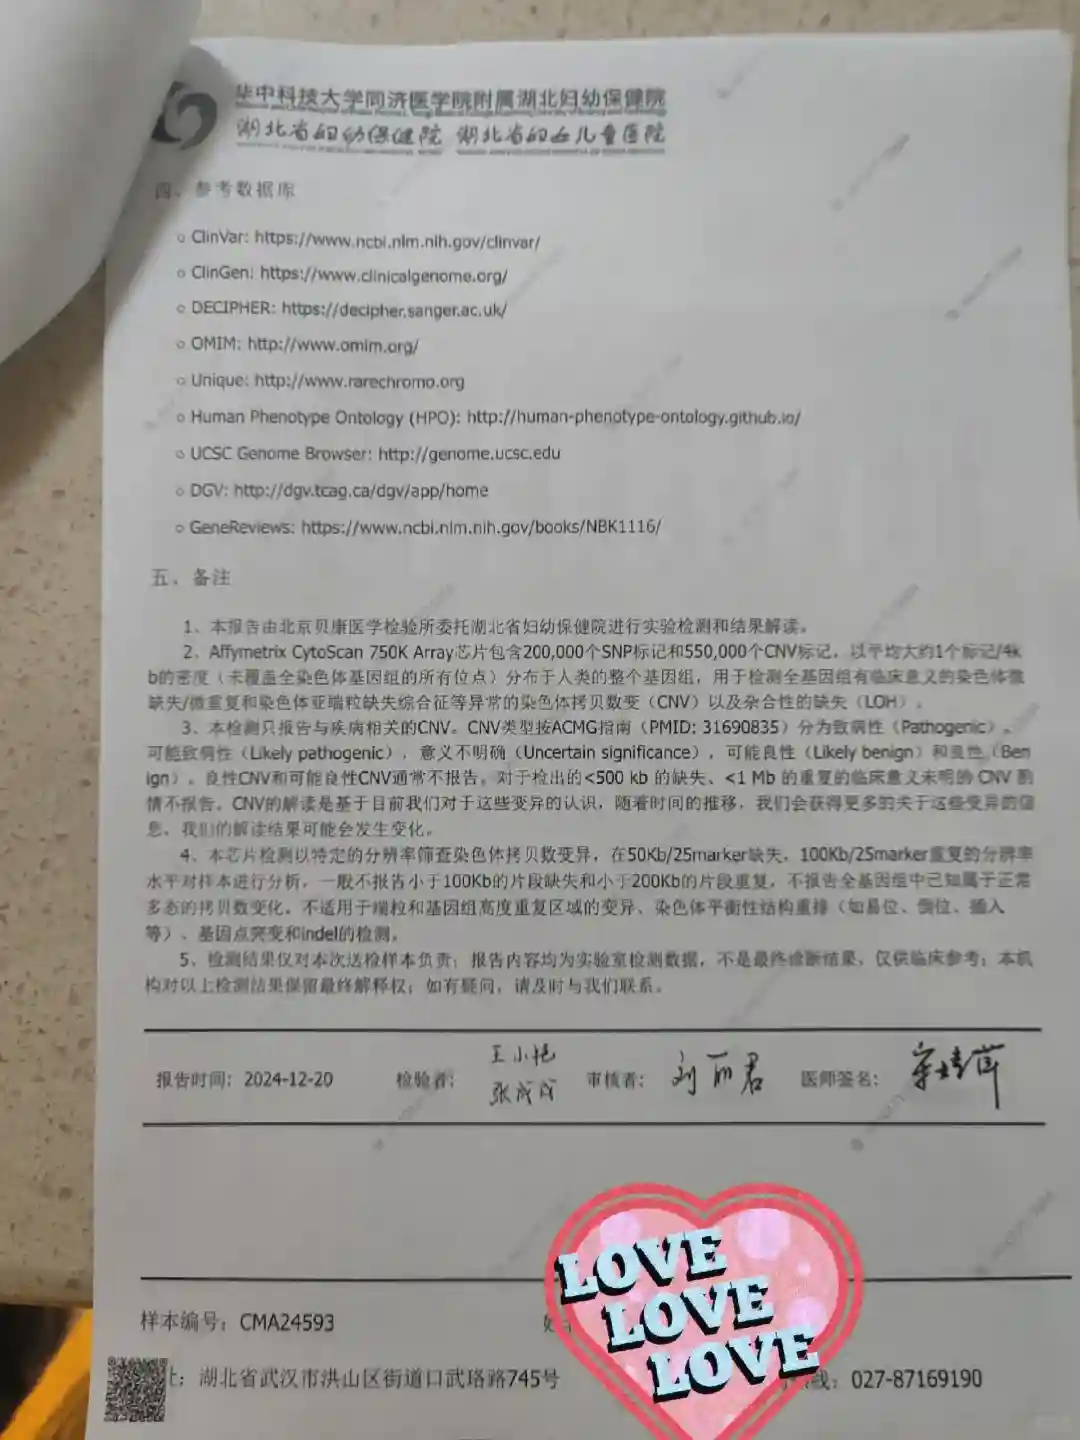 华中科技大学同济医学院附属湖北妇幼保健院
湖北省妇幼保健院 湖北省妇女儿童医院
四、参考数据库
○ ClinVar: https://www.ncbi.nlm.nih.gov/clinvar/
○ ClinGen: https://www.clinicalgenome.org/
○ DECIPHER: https://decipher.sanger.ac.uk/
○ OMIM: http://www.omim.org/
○ Unique: http://www.rarechromo.org
○ Human Phenotype Ontology (HPO): http://human-phenotype-ontology.github.io/
○ UCSC Genome Browser: http://genome.ucsc.edu
○ DGV: http://dgv.tcag.ca/dgv/app/home
○ GeneReviews: https://www.ncbi.nlm.nih.gov/books/NBK1116/
五、备注
1、本报告由北京贝康医学检验所委托湖北省妇幼保健院进行实验检测和结果解读。
2、Affymetrix CytoScan 750K Array芯片包含200,000个SNP标记和550,000个CNV标记，以平均大约1个标记/4k
b的密度（未覆盖全染色体基因组的所有位点）分布于人类的整个基因组，用于检测全基因组有临床意义的染色体微
缺失/微重复和染色体亚端粒缺失综合征等异常的染色体拷贝数变（CNV）以及杂合性的缺失（LOH）。
3、本检测只报告与疾病相关的CNV。CNV类型按ACMG指南（PMID: 31690835）分为致病性（Pathogenic）、
可能致病性（Likely pathogenic），意义不明确（Uncertain significance），可能良性（Likely benign）和良性（Ben
ign）。良性CNV和可能良性CNV通常不报告。对于检出的<500 kb 的缺失、<1 Mb 的重复的临床意义未明的 CNV 酌
情不报告。CNV的解读是基于目前我们对于这些变异的认识，随着时间的推移，我们会获得更多的关于这些变异的信
息，我们的解读结果可能会发生变化。
4、本芯片检测以特定的分辨率筛查染色体拷贝数变异，在50Kb/25marker缺失，100Kb/25marker重复的分辨率
水平对样本进行分析，一般不报告小于100Kb的片段缺失和小于200Kb的片段重复，不报告全基因组中已知属于正常
多态的拷贝数变化，不适用于端粒和基因组高度重复区域的变异、染色体平衡性结构重排（如易位、倒位、插入
等）、基因点突变和indel的检测。
5、检测结果仅对本次送检样本负责；报告内容均为实验室检测数据，不是最终诊断结果，仅供临床参考；本机
构对以上检测结果保留最终解释权；如有疑问，请及时与我们联系。
报告时间：2024-12-20 检验者：王小艳 张成成 审核者：刘丽君 医师签名：
样本编号：CMA24593
LOVE
LOVE
LOVE
址：湖北省武汉市洪山区街道口武珞路745号 线：027-87169190